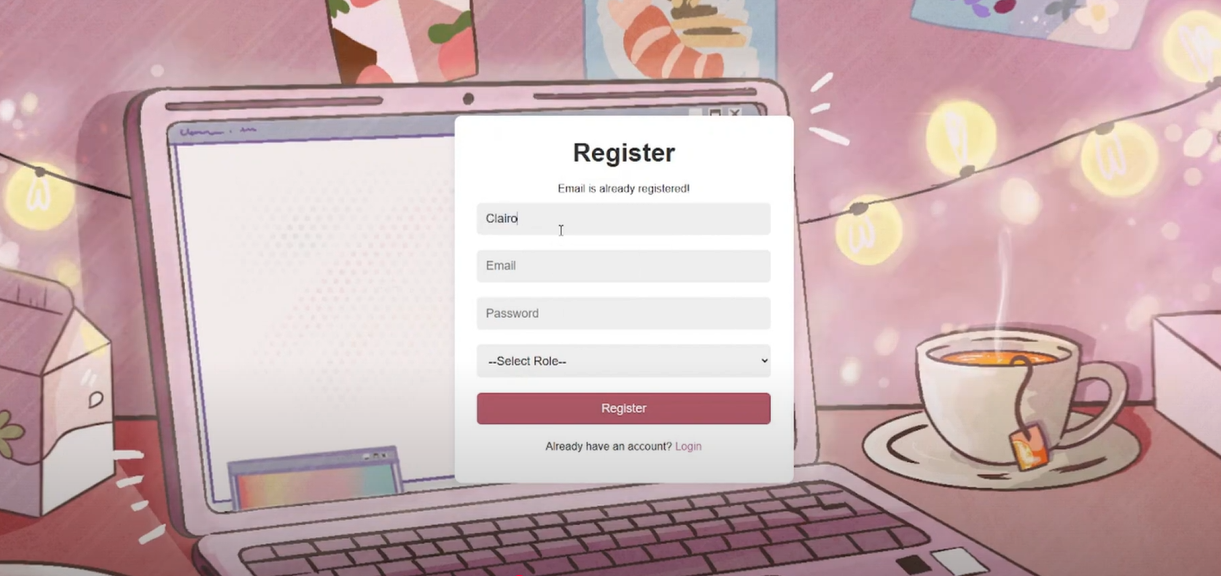 Register
Email is already registered!
Clairo
Email
Password
--Select Role--
Register
Already have an account? Login